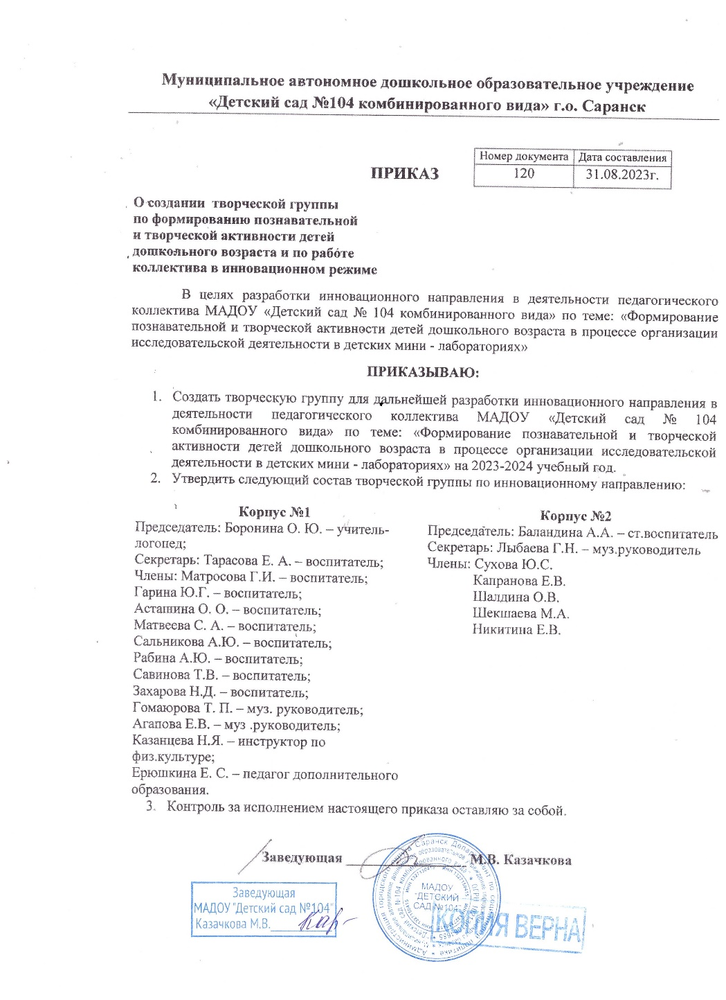 Муниципальное автономное дошкольное образовательное учреждение
«Детский сад №104 комбинированного вида» г.о. Саранск
Номер документа Дата составления
ПРИКАЗ 120 31.08.2023г.
О создании творческой группы
по формированию познавательной
и творческой активности детей
дошкольного возраста и по работе
коллектива в инновационном режиме
В целях разработки инновационного направления в деятельности педагогического
коллектива МАДОУ «Детский сад № 104 комбинированного вида» по теме: «Формирование
познавательной и творческой активности детей дошкольного возраста в процессе организации
исследовательской деятельности в детских мини - лабораториях»
ПРИКАЗЫВАЮ:
1. Создать творческую группу для дальнейшей разработки инновационного направления в
деятельности педагогического коллектива МАДОУ «Детский сад № 104
комбинированного вида» по теме: «Формирование познавательной и творческой
активности детей дошкольного возраста в процессе организации исследовательской
деятельности в детских мини - лабораториях» на 2023-2024 учебный год.
2. Утвердить следующий состав творческой группы по инновационному направлению:
Корпус №1
Председатель: Боронина О. Ю. – учитель-
логопед;
Секретарь: Тарасова Е. А. – воспитатель;
Члены: Матросова Г.И. – воспитатель;
Гарина Ю.Г. – воспитатель;
Асташина О. О. – воспитатель;
Матвеева С. А. – воспитатель;
Сальникова А.Ю. – воспитатель;
Рабина А.Ю. – воспитатель;
Савинова Т.В. – воспитатель;
Захарова Н.Д. – воспитатель;
Гомаюрова Т. П. – муз. руководитель;
Агапова Е.В. – муз .руководитель;
Казанцева Н.Я. – инструктор по
физ.культуре;
Ерюшкина Е. С. – педагог дополнительного
образования.
Корпус №2
Председатель: Баландина А.А. – ст.воспитатель
Секретарь: Лыбаева Г.Н. – муз.руководитель
Члены: Сухова Ю.С.
Капранова Е.В.
Шалдина О.В.
Шекшаева М.А.
Никитина Е.В.
3. Контроль за исполнением настоящего приказа оставляю за собой.
Заведующая М.В. Казачкова
Заведующая
МАДОУ "Детский сад №104"
Казачкова М.В.
МАДОУ
"ДЕТСКИЙ
САД №104"
КОПИЯ ВЕРНА